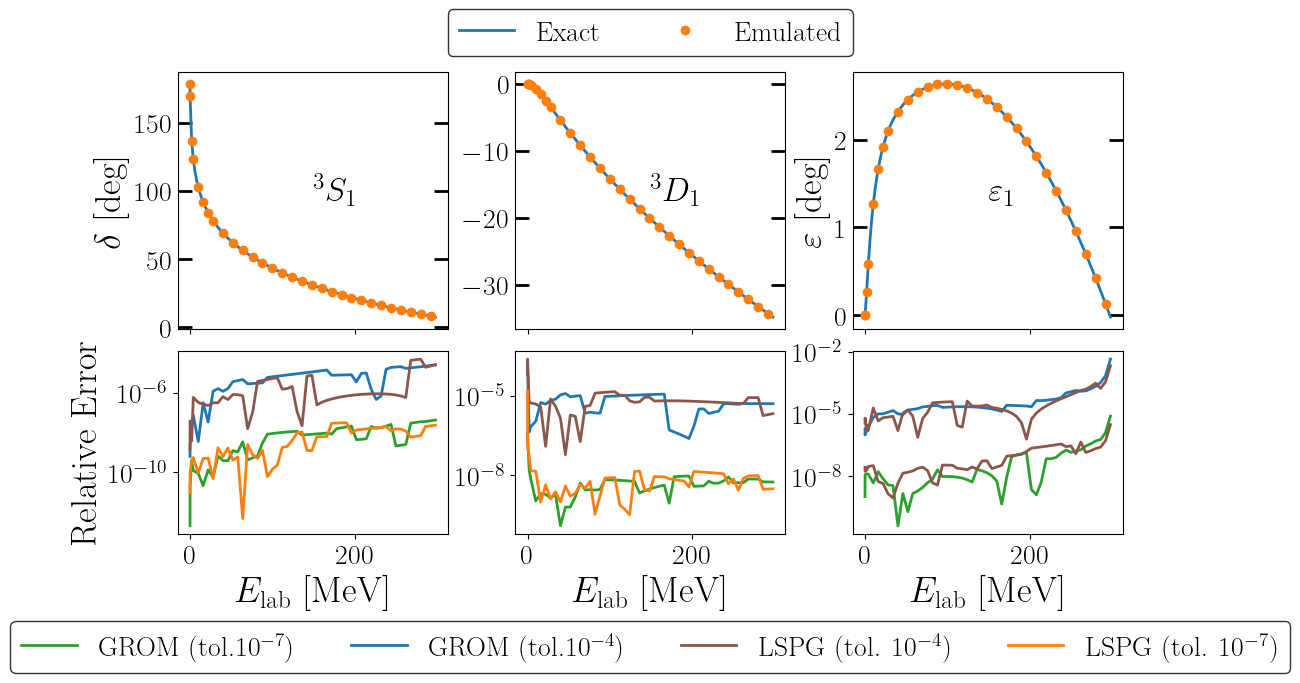 Exact Emulated
δ [deg]
150
100
50
0
³S₁
0
−10
−20
−30
³D₁
ε [deg]
2
1
0
ε₁
Relative Error
10⁻⁶
10⁻¹⁰
10⁻⁵
10⁻⁸
10⁻²
10⁻⁵
10⁻⁸
0 200
0 200
0 200
E_lab [MeV]
E_lab [MeV]
E_lab [MeV]
GROM (tol.10⁻⁷) GROM (tol.10⁻⁴) LSPG (tol. 10⁻⁴) LSPG (tol. 10⁻⁷)